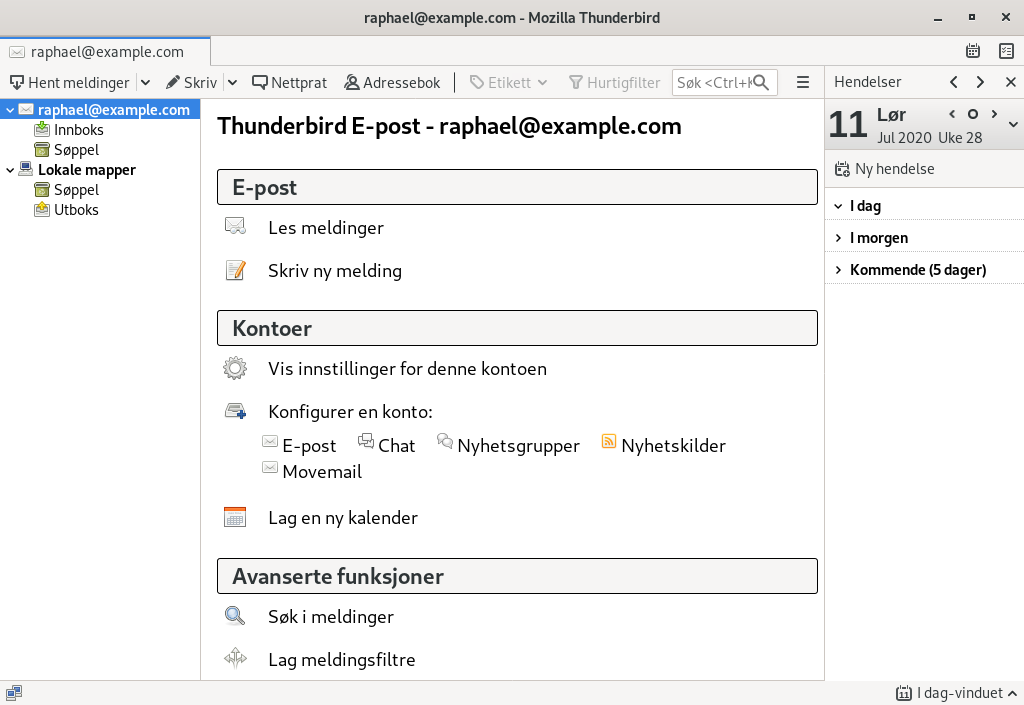 raphael@example.com - Mozilla Thunderbird
raphael@example.com
Hent meldinger Skriv Nettprat Adressebok Etikett Hurtigfilter Søk <Ctrl+K
raphael@example.com
Innboks
Søppel
Lokale mapper
Søppel
Utboks
Thunderbird E-post - raphael@example.com
E-post
Les meldinger
Skriv ny melding
Kontoer
Vis innstillinger for denne kontoen
Konfigurer en konto:
E-post Chat Nyhetsgrupper Nyhetskilder
Movemail
Lag en ny kalender
Avanserte funksjoner
Søk i meldinger
Lag meldingsfiltre
Hendelser
11 Lør
Jul 2020 Uke 28
Ny hendelse
I dag
I morgen
Kommende (5 dager)
11 I dag-vinduet